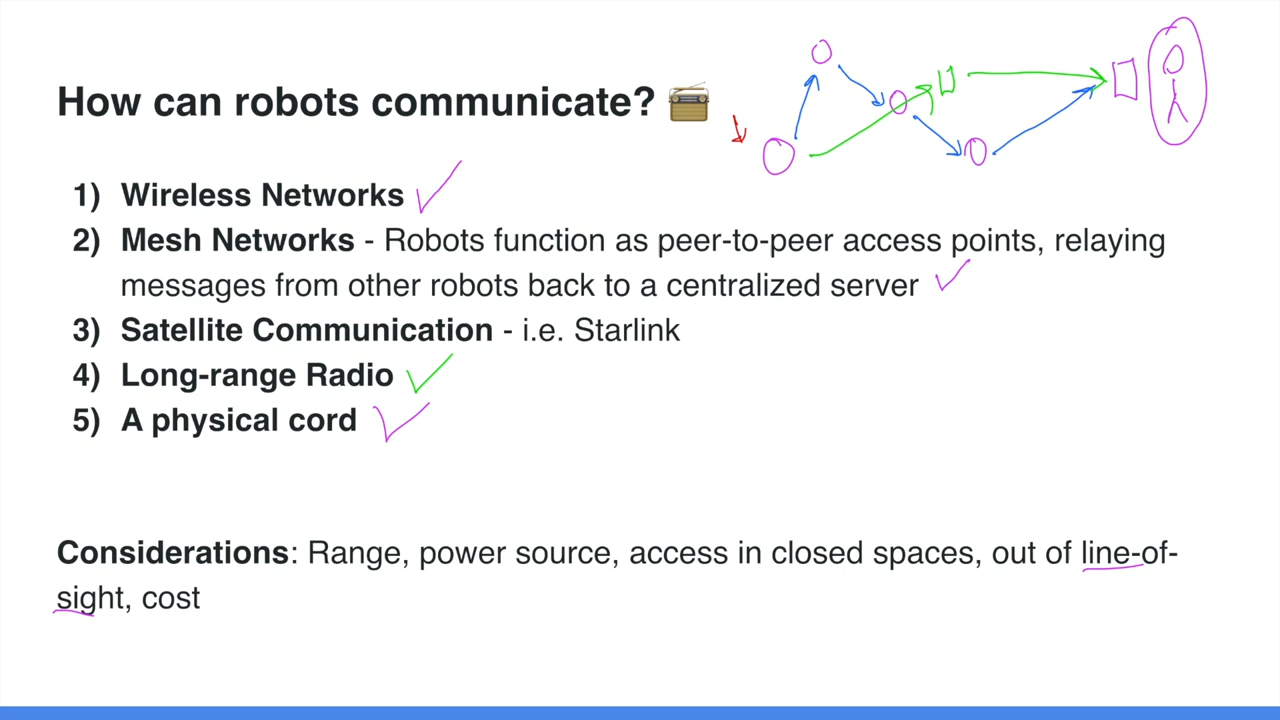 How can robots communicate? 📻
1) Wireless Networks
2) Mesh Networks - Robots function as peer-to-peer access points, relaying
messages from other robots back to a centralized server
3) Satellite Communication - i.e. Starlink
4) Long-range Radio
5) A physical cord
Considerations: Range, power source, access in closed spaces, out of line-of-
sight, cost